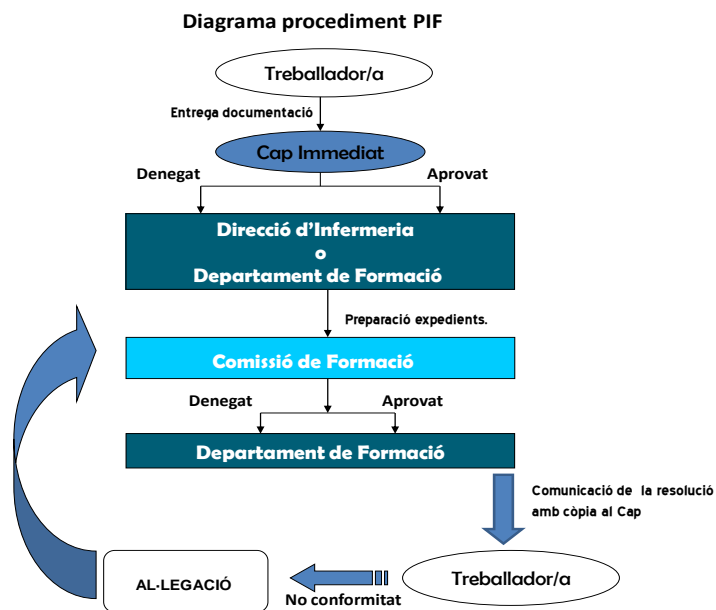 Diagrama procediment PIF
Treballador/a
Entrega documentació
Cap Immediat
Denegat
Aprovat
Direcció d'Infermeria
o
Departament de Formació
Preparació expedients.
Comissió de Formació
Denegat
Aprovat
Departament de Formació
Comunicació de la resolució
amb còpia al Cap
Treballador/a
No conformitat
AL·LEGACIÓ